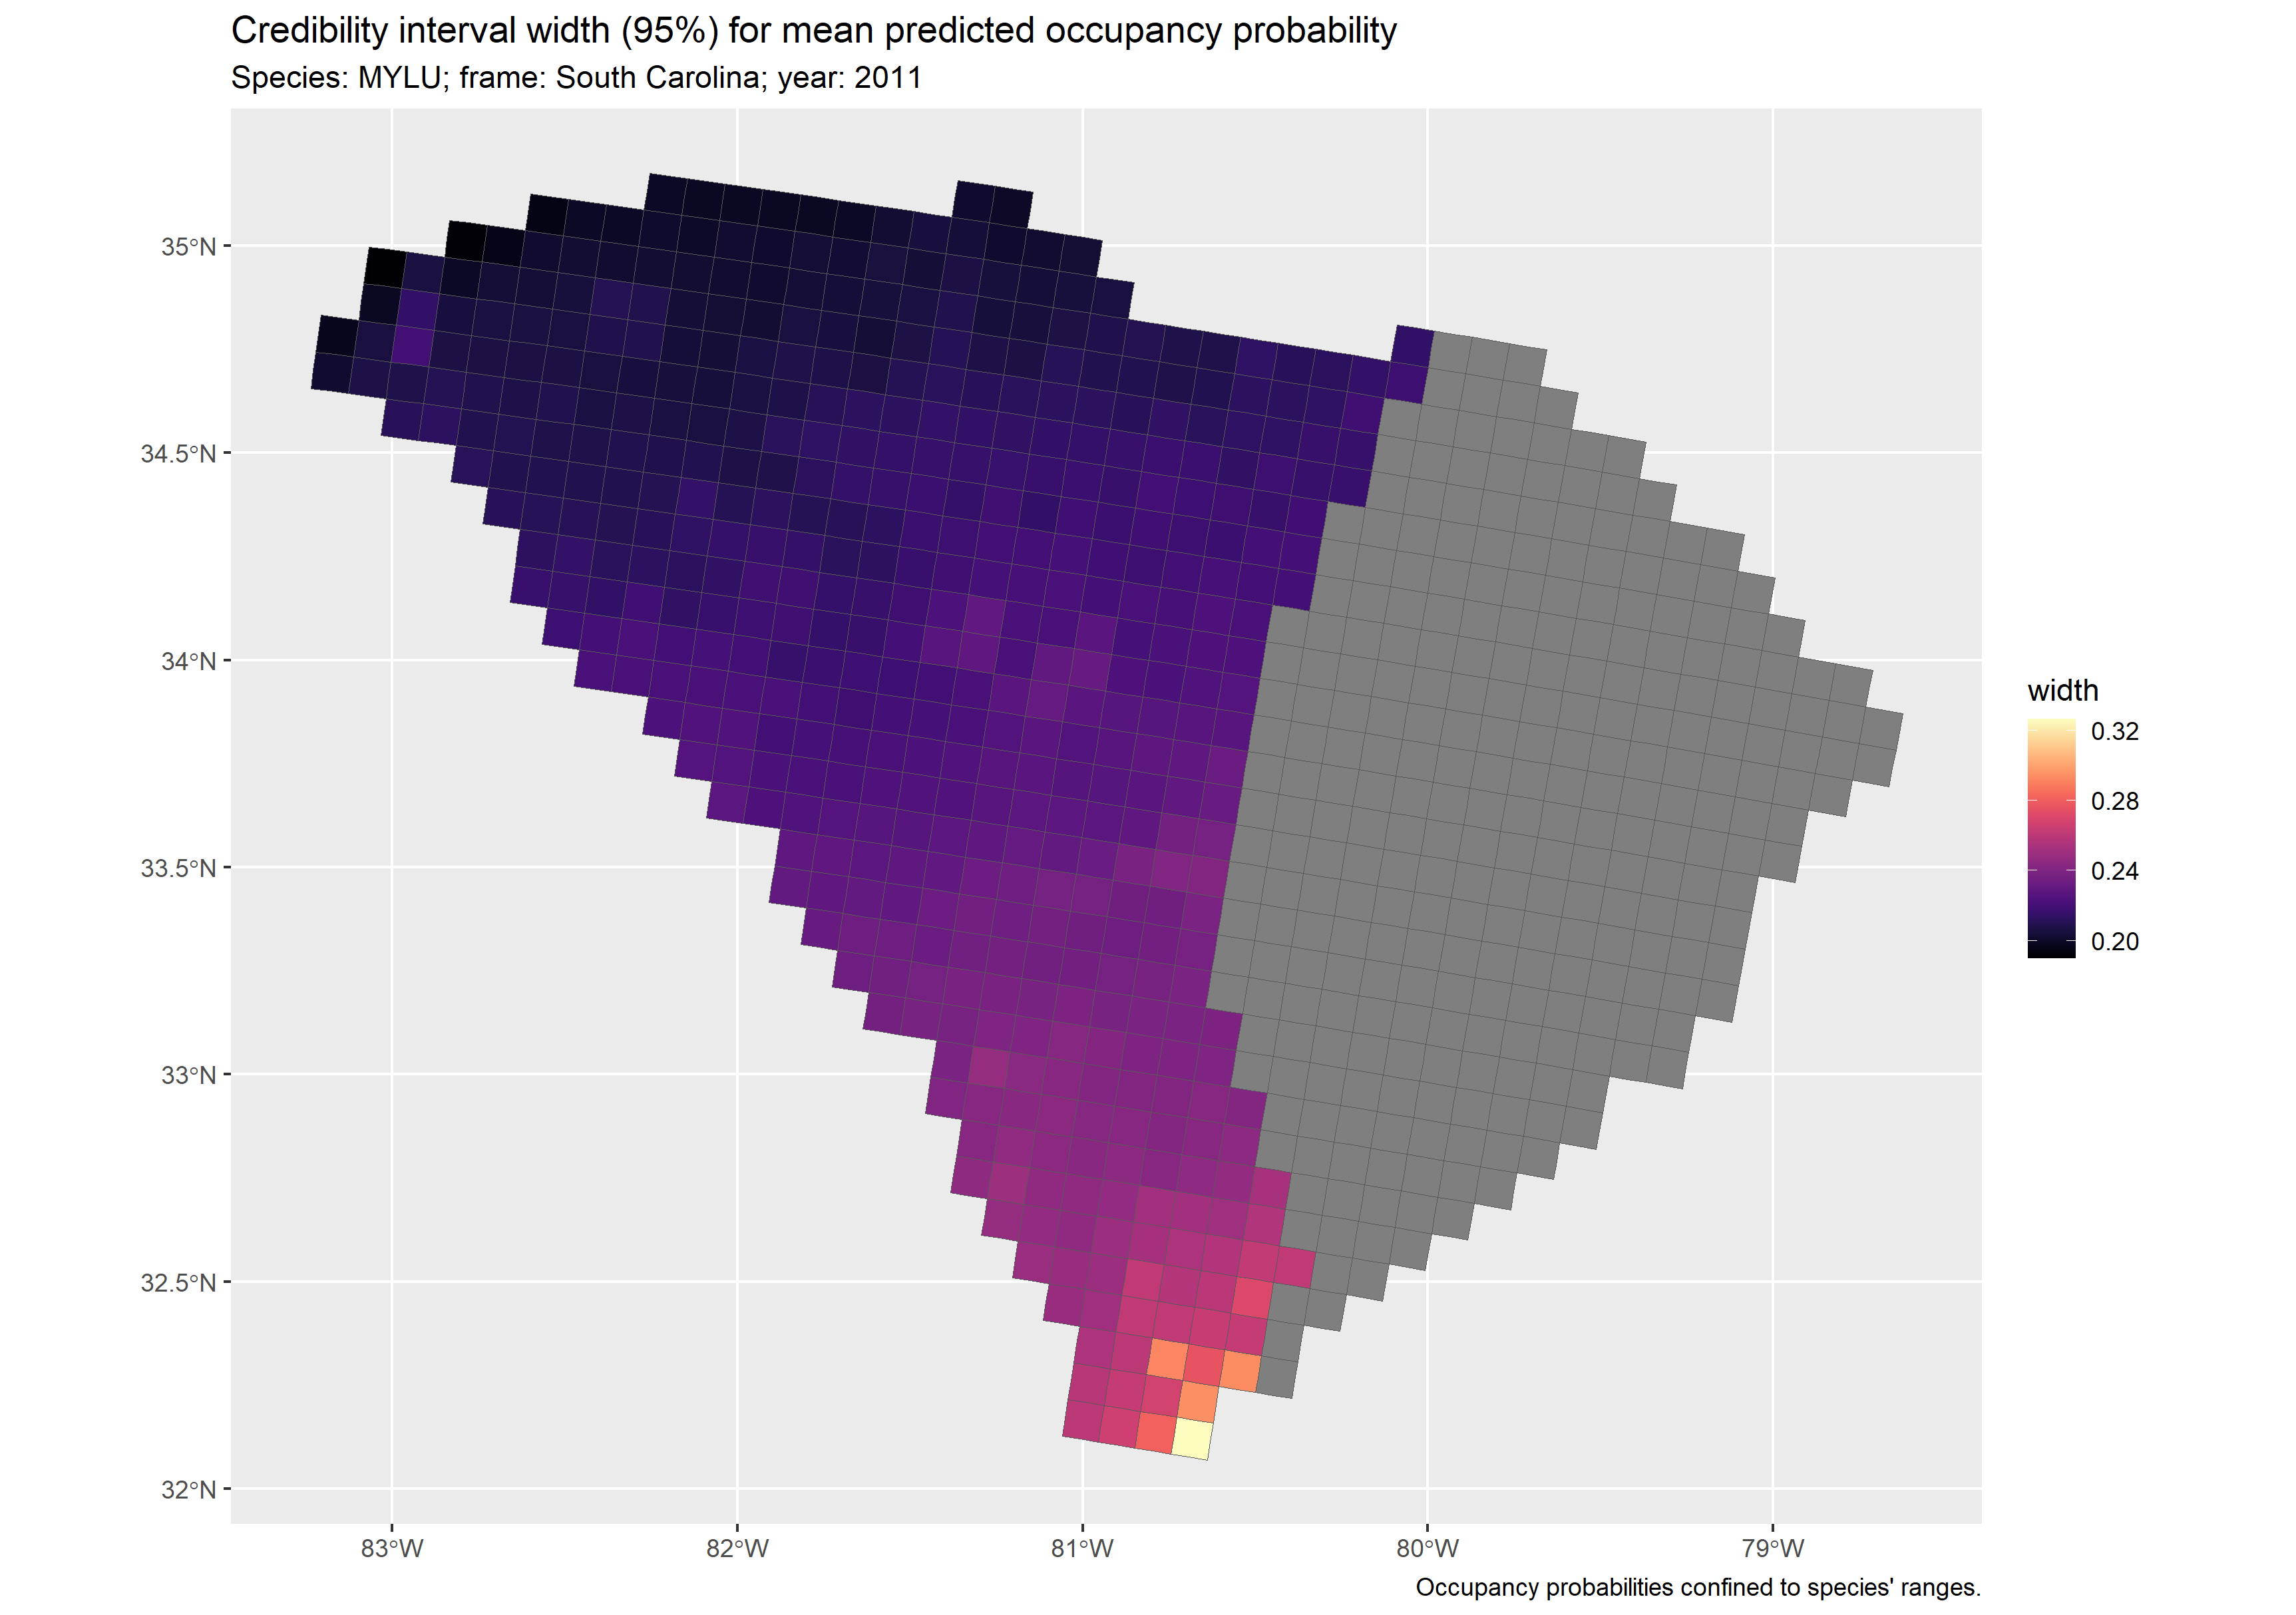 Credibility interval width (95%) for mean predicted occupancy probability
Species: MYLU; frame: South Carolina; year: 2011
35°N
34.5°N
34°N
33.5°N
33°N
32.5°N
32°N
83°W
82°W
81°W
80°W
79°W
width
0.32
0.28
0.24
0.20
Occupancy probabilities confined to species' ranges.